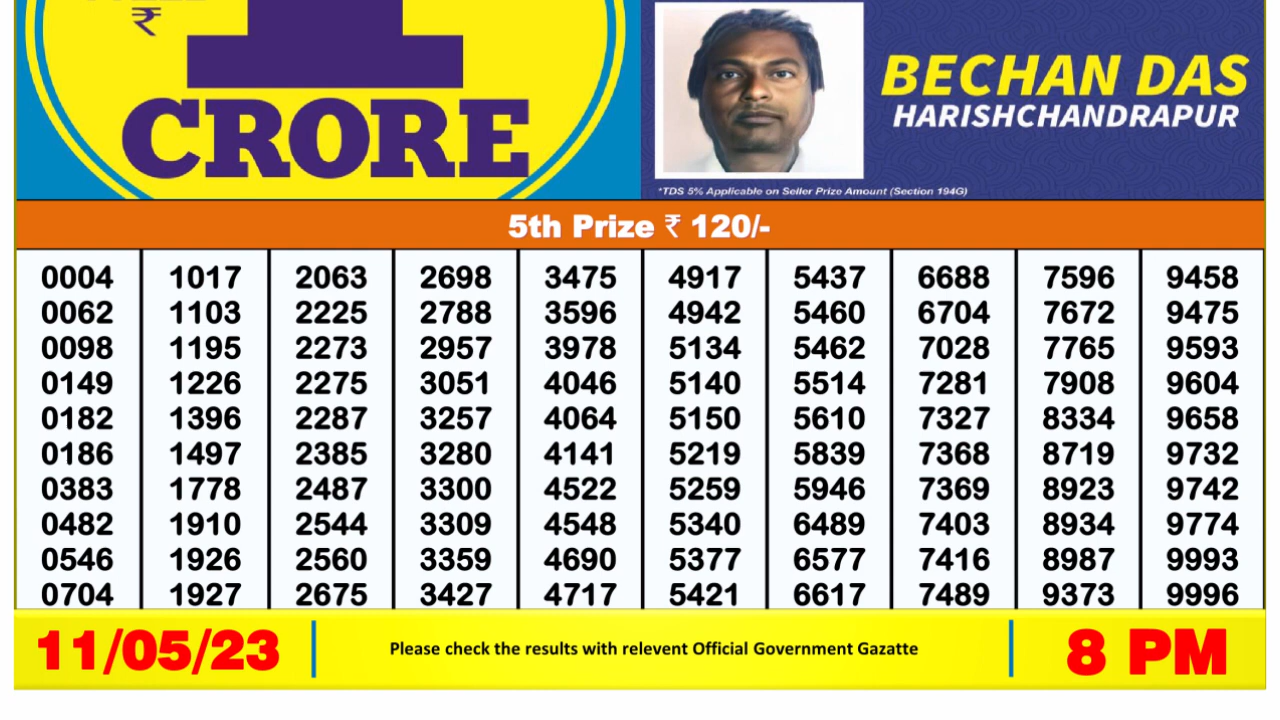 ₹
1
CRORE
BECHAN DAS
HARISHCHANDRAPUR
*TDS 5% Applicable on Seller Prize Amount (Section 194G)
5th Prize ₹ 120/-
0004 1017 2063 2698 3475 4917 5437 6688 7596 9458
0062 1103 2225 2788 3596 4942 5460 6704 7672 9475
0098 1195 2273 2957 3978 5134 5462 7028 7765 9593
0149 1226 2275 3051 4046 5140 5514 7281 7908 9604
0182 1396 2287 3257 4064 5150 5610 7327 8334 9658
0186 1497 2385 3280 4141 5219 5839 7368 8719 9732
0383 1778 2487 3300 4522 5259 5946 7369 8923 9742
0482 1910 2544 3309 4548 5340 6489 7403 8934 9774
0546 1926 2560 3359 4690 5377 6577 7416 8987 9993
0704 1927 2675 3427 4717 5421 6617 7489 9373 9996
11/05/23 Please check the results with relevent Official Government Gazatte 8 PM